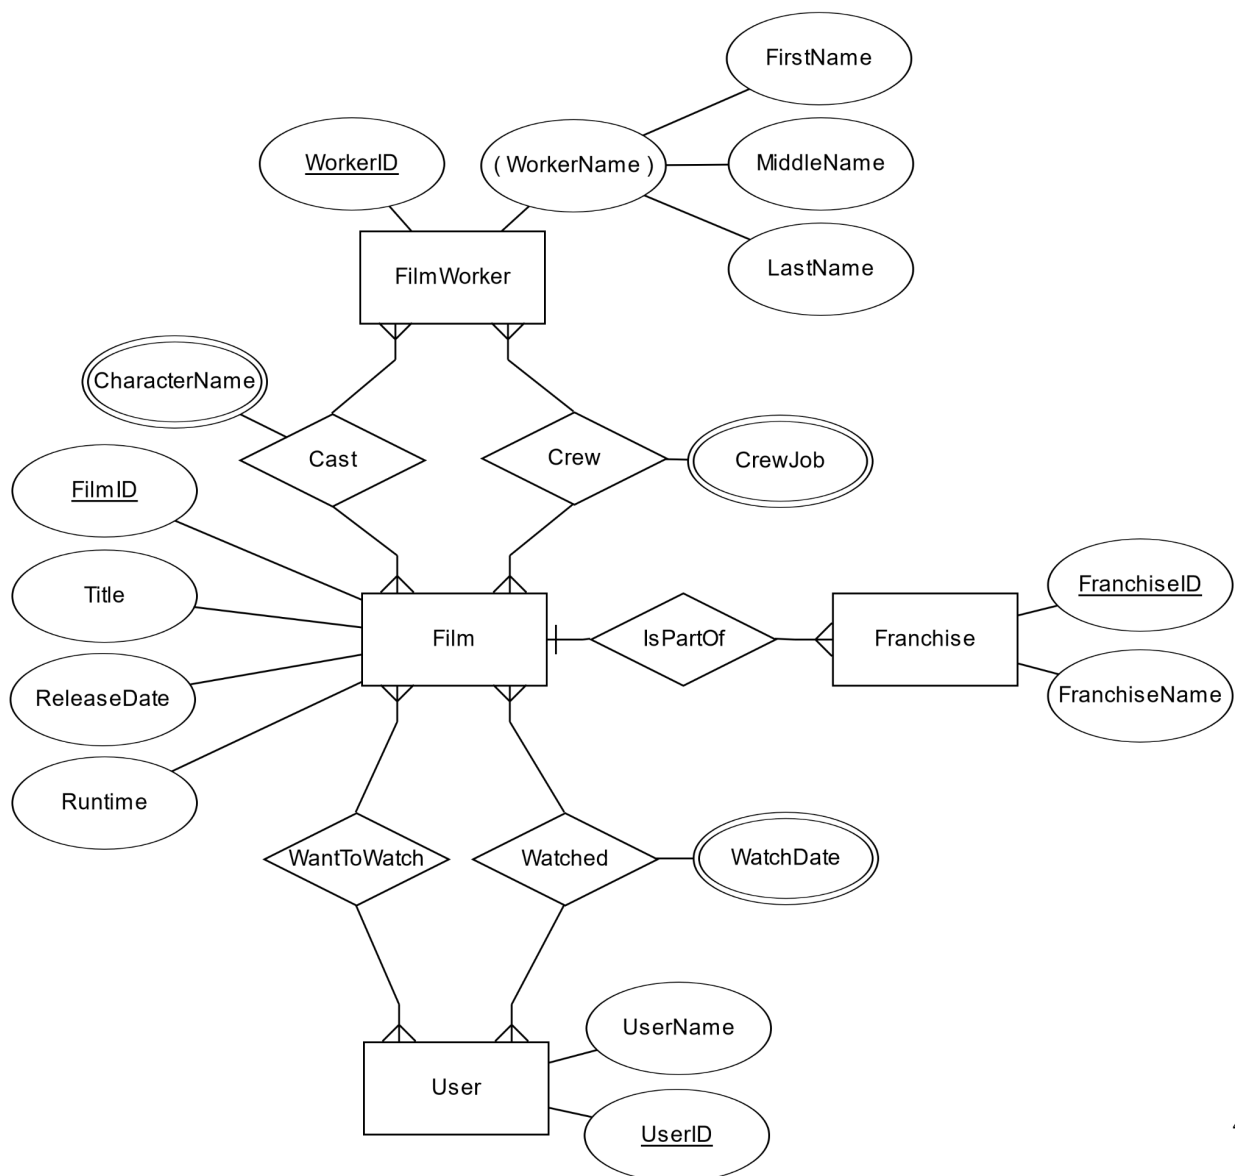 FirstName
WorkerID
( WorkerName )
MiddleName
LastName
FilmWorker
CharacterName
Cast
Crew
CrewJob
FilmID
Title
Film
IsPartOf
Franchise
FranchiseID
ReleaseDate
FranchiseName
Runtime
WantToWatch
Watched
WatchDate
UserName
User
UserID